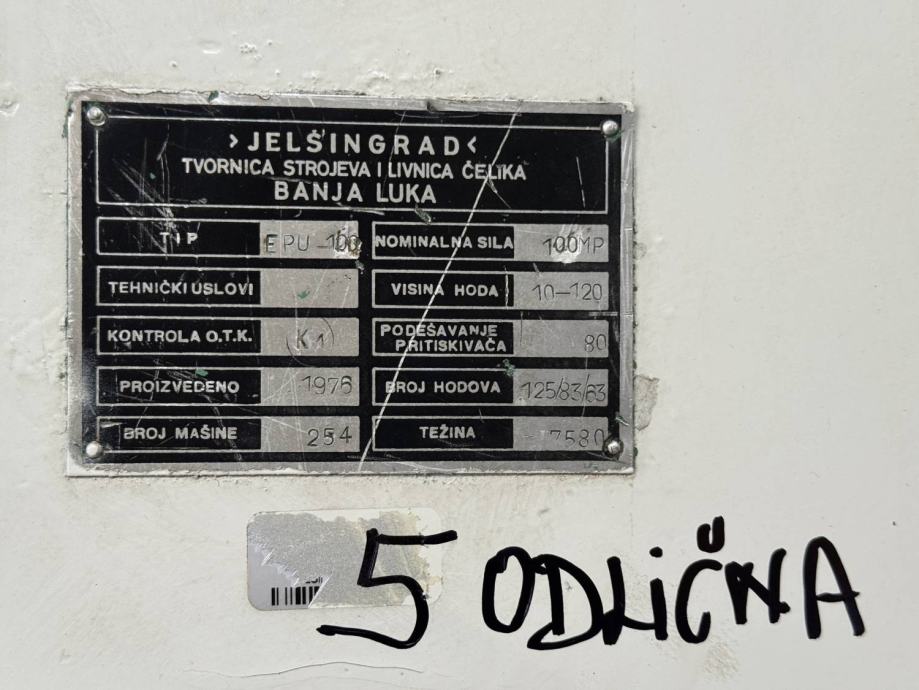 ›JELŠINGRAD‹
TVORNICA STROJEVA I LIVNICA ČELIKA
BANJA LUKA
TIP EPU-100
NOMINALNA SILA 100MP
TEHNIČKI USLOVI
VISINA HODA 10-120
KONTROLA O.T.K. K1
PODEŠAVANJE
PRITISKIVAČA 80
PROIZVEDENO 1976
BROJ HODOVA 125/83/63
BROJ MAŠINE 254
TEŽINA 7580
5 ODLIČNA